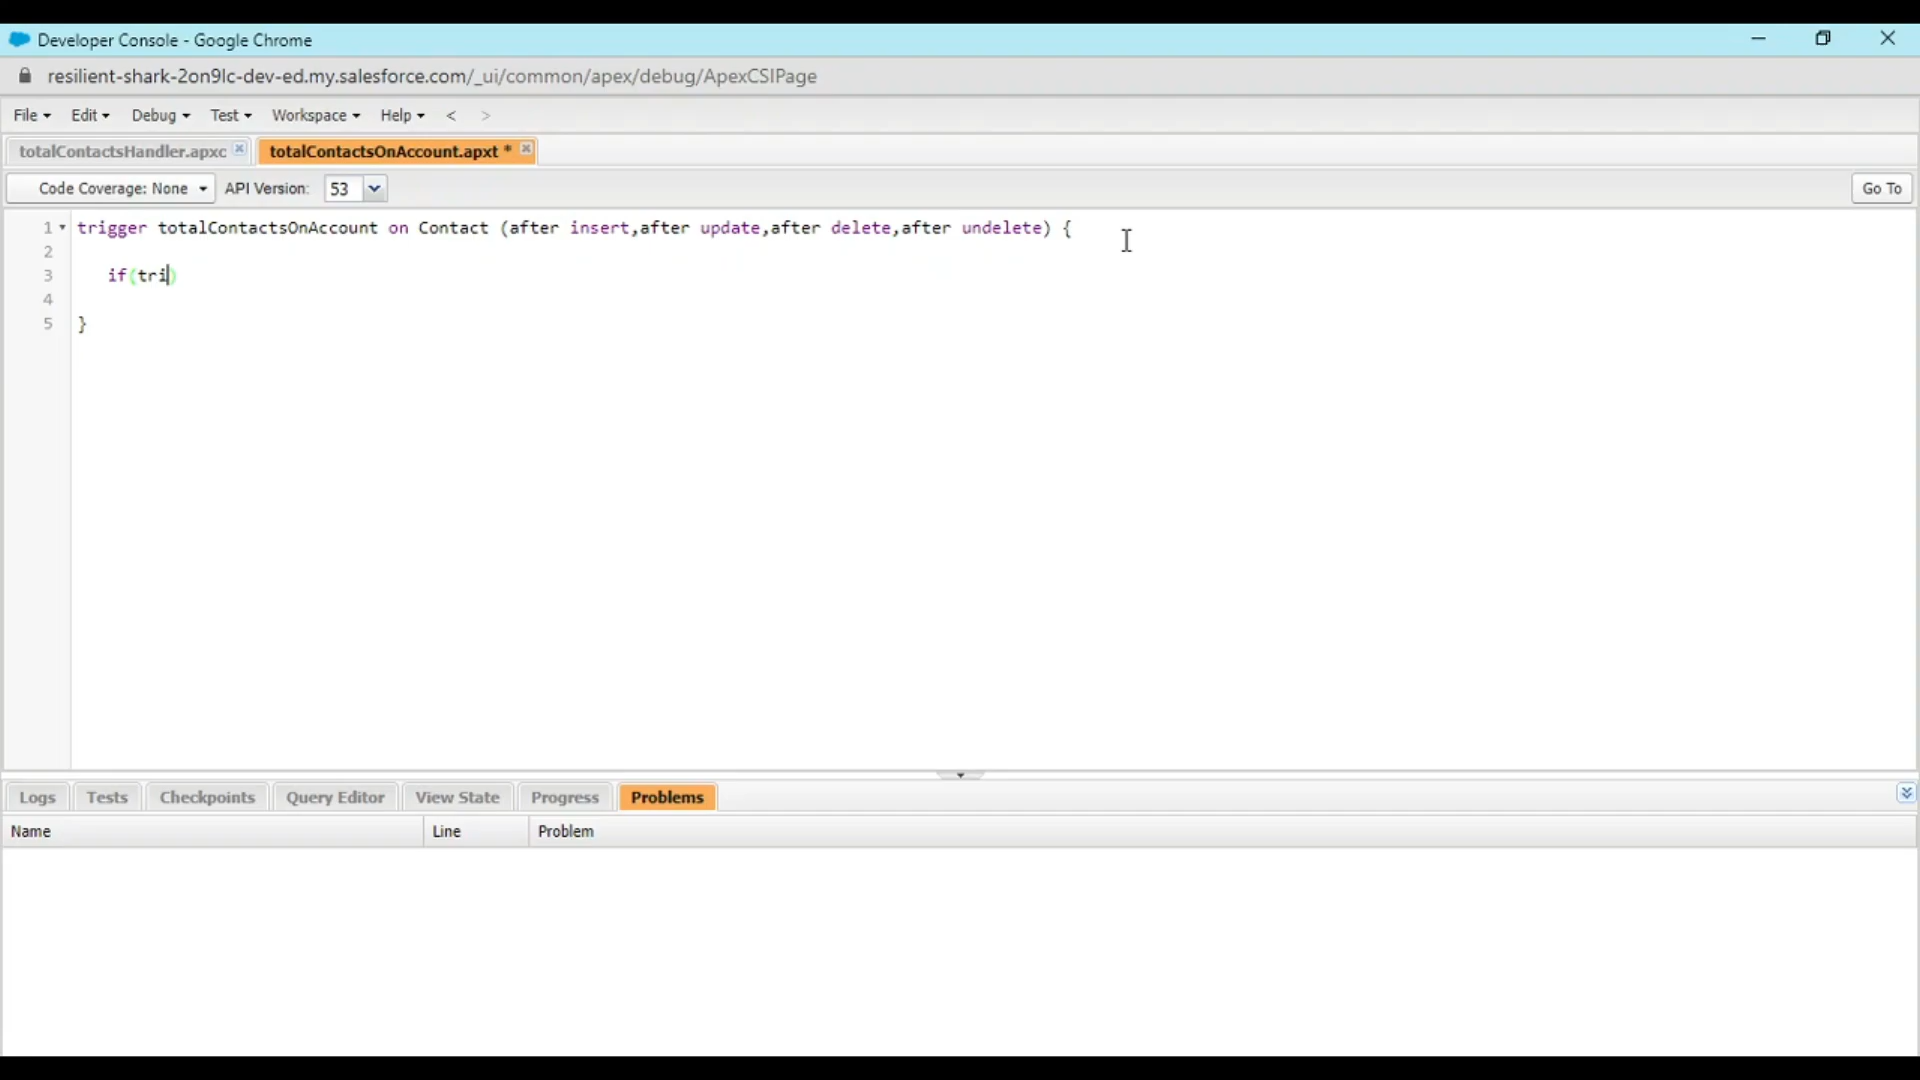 Developer Console - Google Chrome
resilient-shark-2on9lc-dev-ed.my.salesforce.com/_ui/common/apex/debug/ApexCSIPage
File Edit Debug Test Workspace Help < >
totalContactsHandler.apxc totalContactsOnAccount.apxt *
Code Coverage: None API Version: 53 Go To
1 trigger totalContactsOnAccount on Contact (after insert,after update,after delete,after undelete) {
2
3 if(tri)
4
5 }
Logs Tests Checkpoints Query Editor View State Progress Problems
Name Line Problem